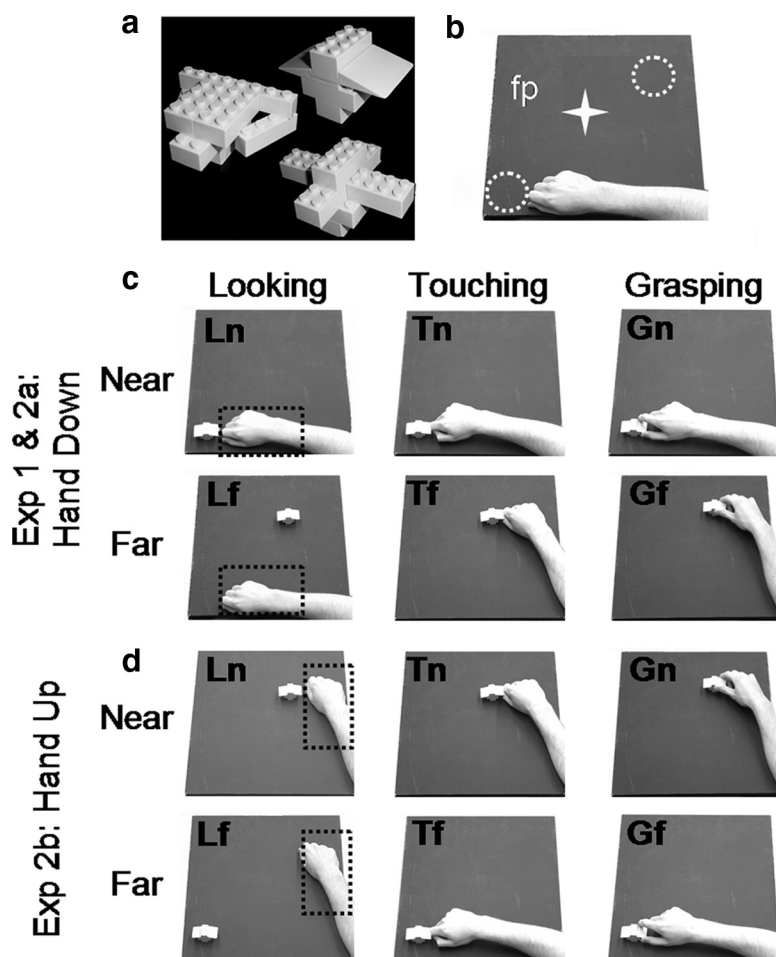 a
b
fp
c
Looking
Touching
Grasping
Exp 1 & 2a:
Hand Down
Near
Ln
Tn
Gn
Far
Lf
Tf
Gf
d
Exp 2b: Hand Up
Near
Ln
Tn
Gn
Far
Lf
Tf
Gf